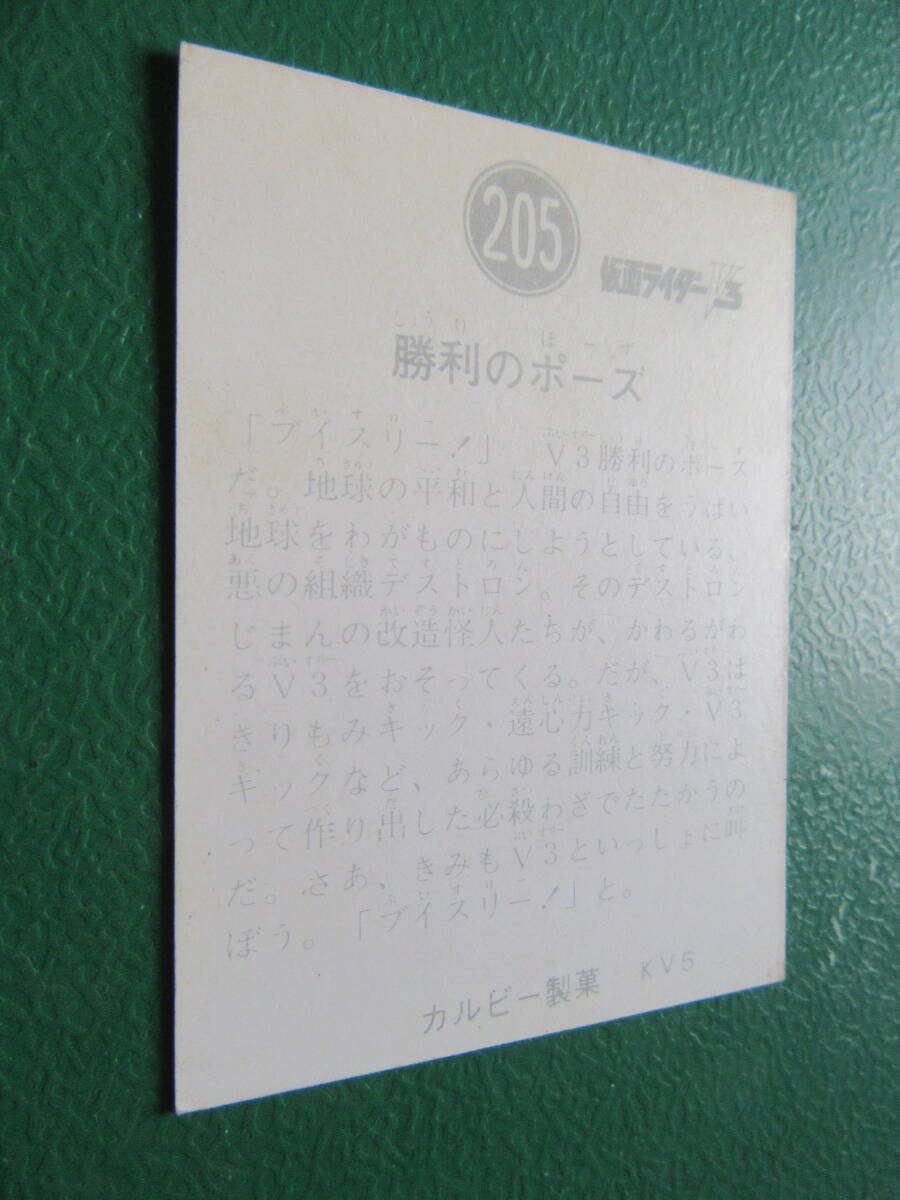 205
仮面ライダーV3
勝利のポーズ
「ブイスリー!」 V3勝利のポーズ
だ。地球の平和と人間の自由をうばい
地球をわがものにしようとしている、
悪の組織デストロン。そのデストロン
じまんの改造怪人たちが、かわるがわ
るV3をおそってくる。だが、V3は
きりもみキック・遠心力キック・V3
キックなど、あらゆる訓練と努力によ
って作り出した必殺わざでたたかうの
だ。さあ、きみもV3といっしょに叫
ぼう。「ブイスリー!」と。
カルビー製菓 KV5